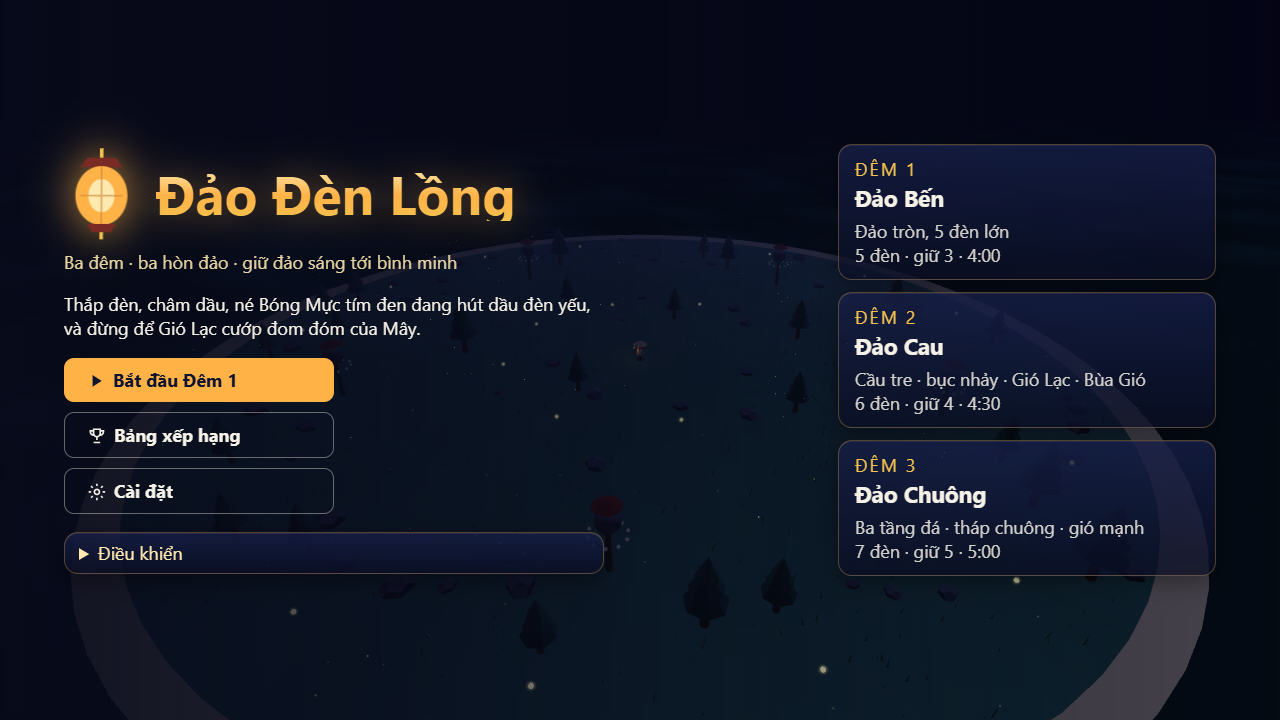 Đảo Đèn Lồng
Ba đêm · ba hòn đảo · giữ đảo sáng tới bình minh
Thắp đèn, châm dầu, né Bóng Mực tím đen đang hút dầu đèn yếu,
và đừng để Gió Lạc cướp đom đóm của Mây.
Bắt đầu Đêm 1
Bảng xếp hạng
Cài đặt
Điều khiển
ĐÊM 1
Đảo Bến
Đảo tròn, 5 đèn lớn
5 đèn · giữ 3 · 4:00
ĐÊM 2
Đảo Cau
Cầu tre · bục nhảy · Gió Lạc · Bùa Gió
6 đèn · giữ 4 · 4:30
ĐÊM 3
Đảo Chuông
Ba tầng đá · tháp chuông · gió mạnh
7 đèn · giữ 5 · 5:00